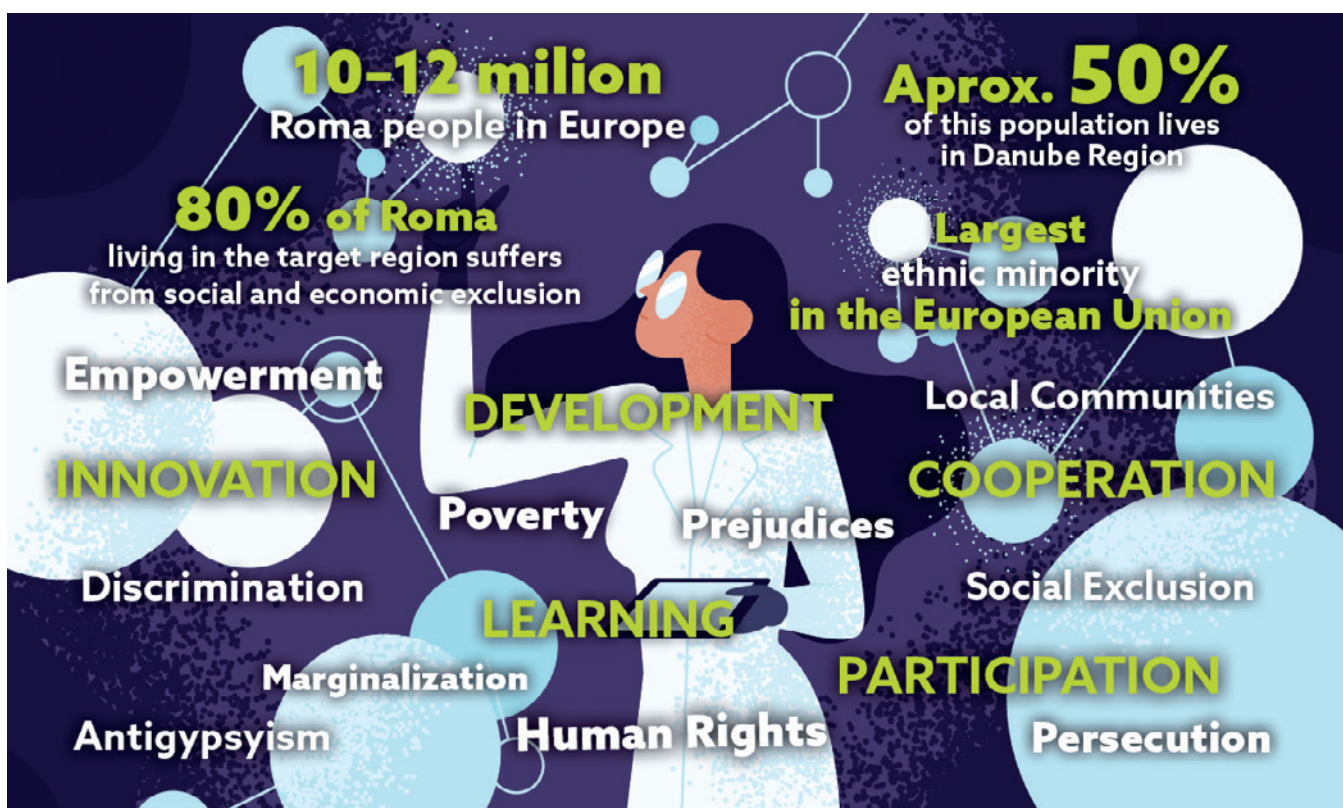 10–12 milion
Roma people in Europe
Aprox. 50%
of this population lives
in Danube Region
80% of Roma
living in the target region suffers
from social and economic exclusion
Largest
ethnic minority
in the European Union
Empowerment
DEVELOPMENT
Local Communities
INNOVATION
COOPERATION
Poverty
Prejudices
Discrimination
Social Exclusion
LEARNING
Marginalization
PARTICIPATION
Antigypsyism
Human Rights
Persecution